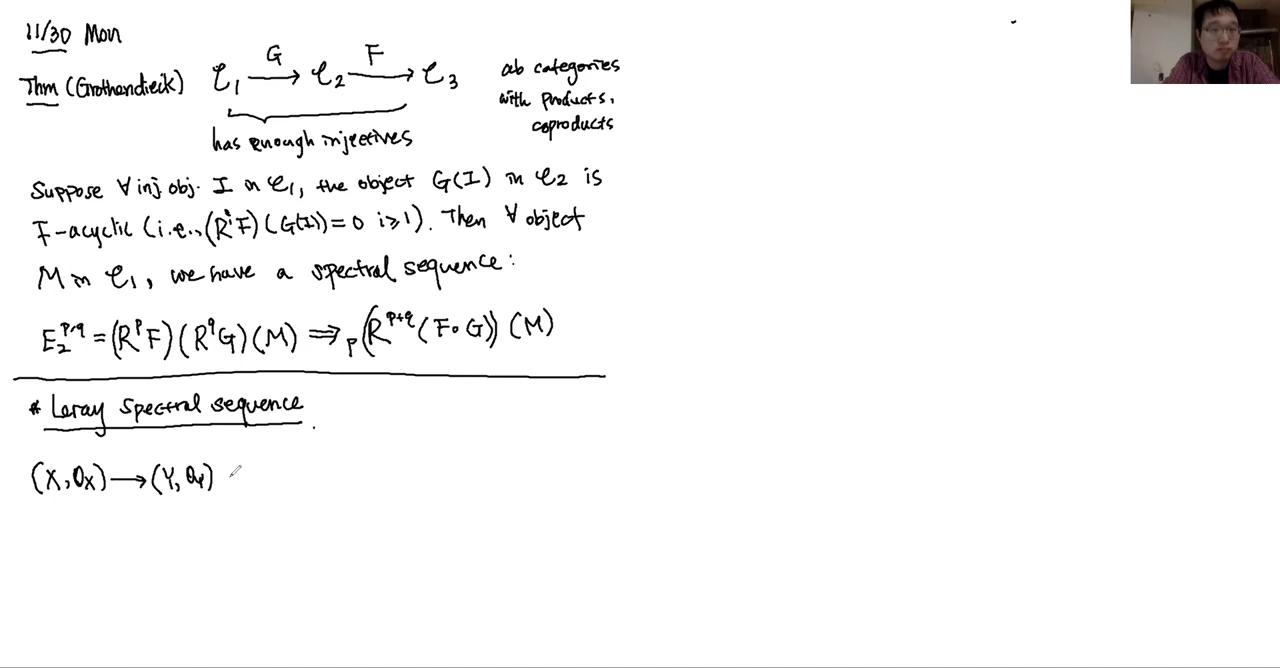 11/30 Mon
Thm (Grothendieck) C₁ —G→ C₂ —F→ C₃ ab categories with products, coproducts
has enough injectives
Suppose ∀ inj obj. I in C₁, the object G(I) in C₂ is
F-acyclic (i.e., (RⁱF)(G(I)) = 0 i≥1). Then ∀ object
M in C₁, we have a spectral sequence:
E₂^{p,q} = (R^p F)(R^q G)(M) ⟹_p (R^{p+q}(F∘G))(M)
* Leray spectral sequence.
(X, O_X) ⟶ (Y, O_Y)